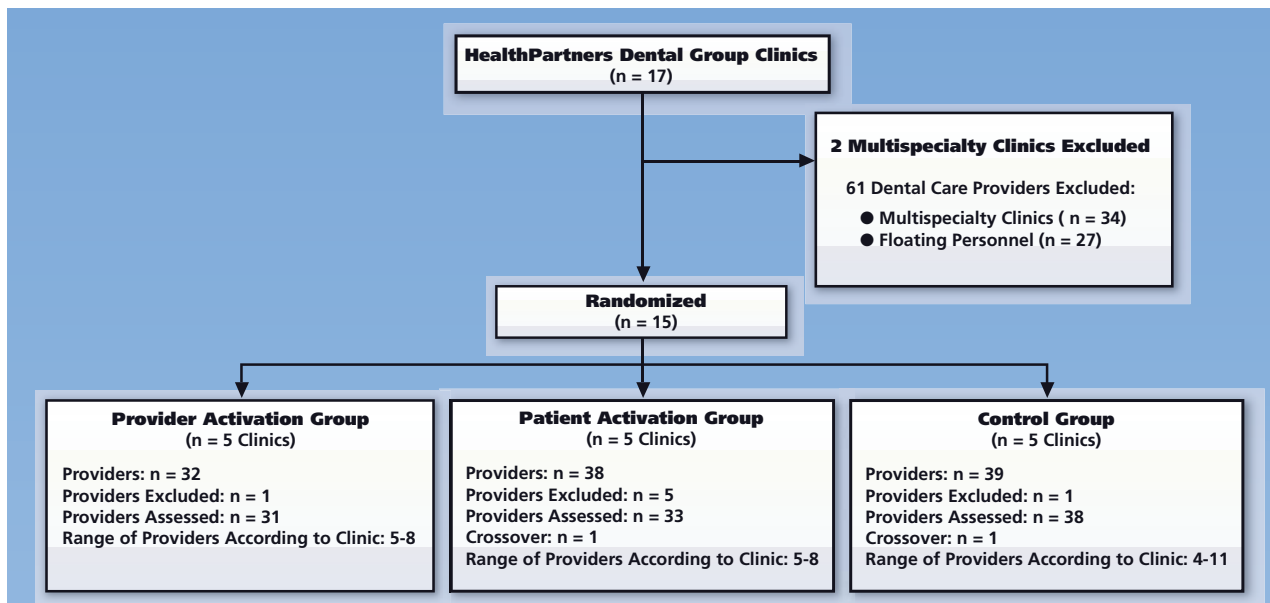 HealthPartners Dental Group Clinics
(n = 17)
2 Multispecialty Clinics Excluded
61 Dental Care Providers Excluded:
● Multispecialty Clinics ( n = 34)
● Floating Personnel (n = 27)
Randomized
(n = 15)
Provider Activation Group
(n = 5 Clinics)
Providers: n = 32
Providers Excluded: n = 1
Providers Assessed: n = 31
Range of Providers According to Clinic: 5-8
Patient Activation Group
(n = 5 Clinics)
Providers: n = 38
Providers Excluded: n = 5
Providers Assessed: n = 33
Crossover: n = 1
Range of Providers According to Clinic: 5-8
Control Group
(n = 5 Clinics)
Providers: n = 39
Providers Excluded: n = 1
Providers Assessed: n = 38
Crossover: n = 1
Range of Providers According to Clinic: 4-11